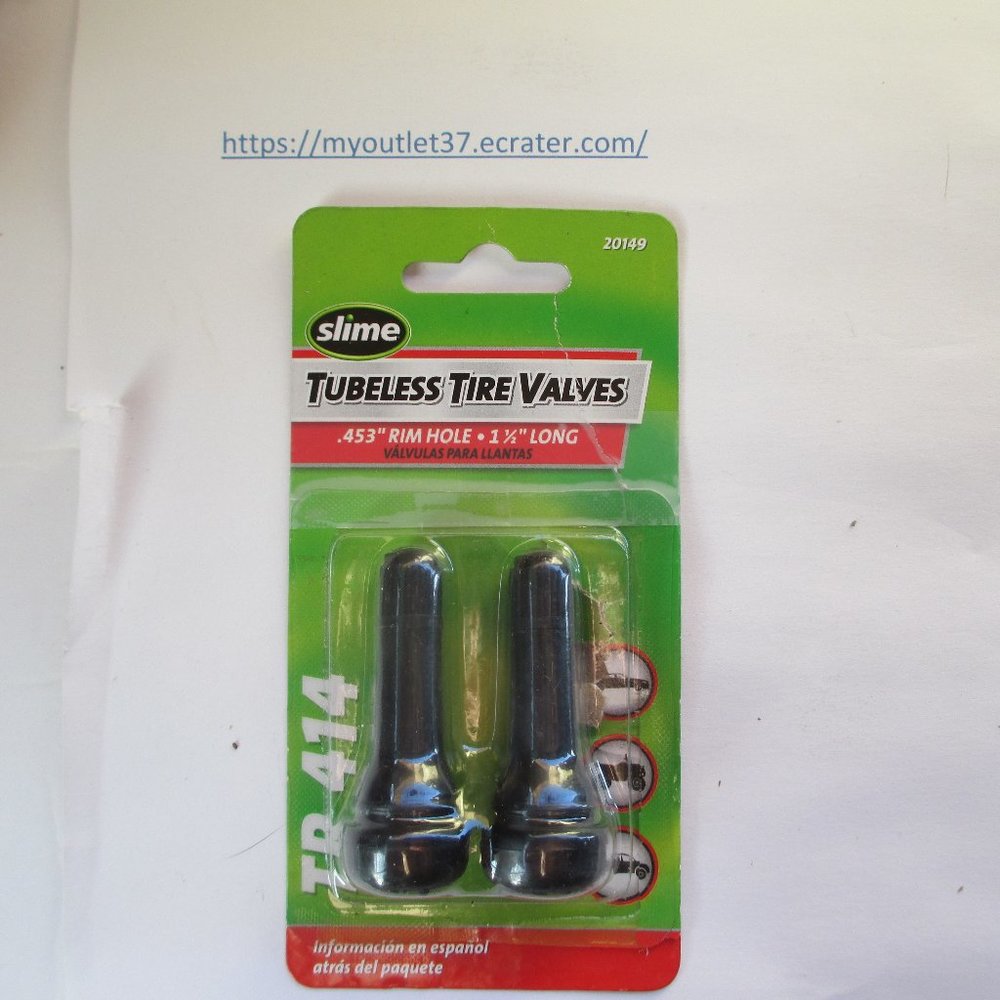 https://myoutlet37.ecrater.com/
20149
slime
TUBELESS TIRE VALVES
.453" RIM HOLE • 1 ½" LONG
VÁLVULAS PARA LLANTAS
TR 414
Información en español
atrás del paquete